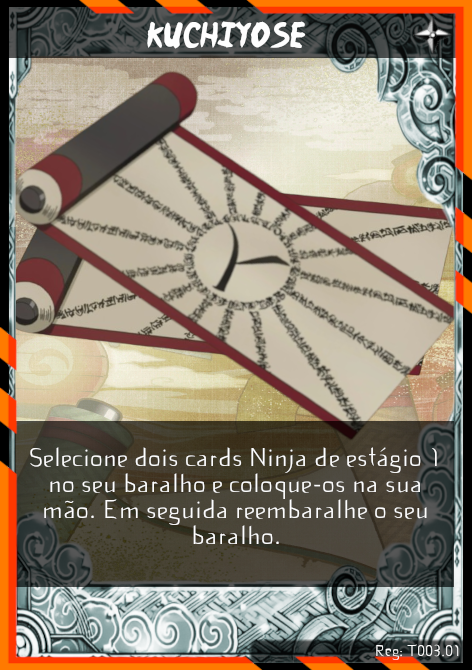 KUCHIYOSE
Selecione dois cards Ninja de estágio 1
no seu baralho e coloque-os na sua
mão. Em seguida reembaralhe o seu
baralho.
Reg: T003.01